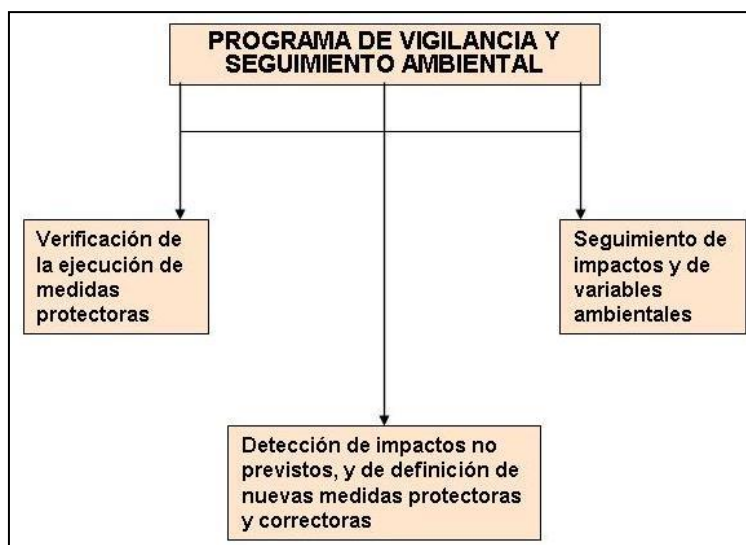 PROGRAMA DE VIGILANCIA Y
SEGUIMIENTO AMBIENTAL
Verificación de
la ejecución de
medidas
protectoras
Seguimiento de
impactos y de
variables
ambientales
Detección de impactos no
previstos, y de definición de
nuevas medidas protectoras
y correctoras